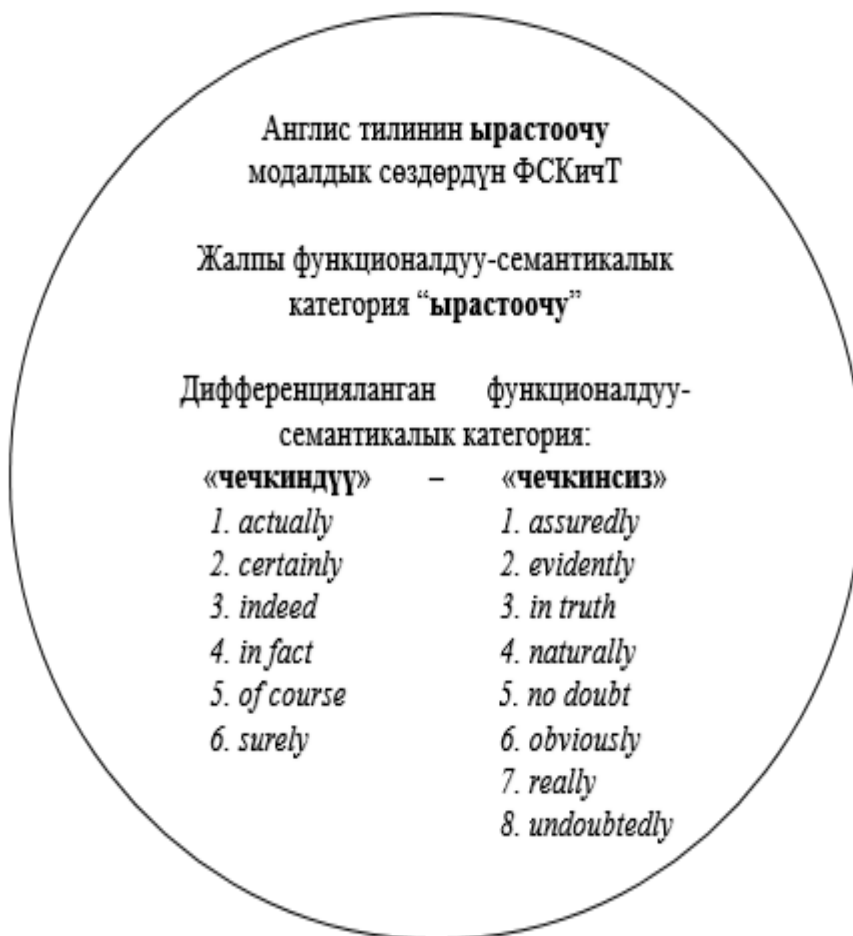 Англис тилинин ырастоочу
модалдык сөздөрдүн ФСКичТ
Жалпы функционалдуу-семантикалык
категория “ырастоочу”
Дифференцияланган функционалдуу-
семантикалык категория:
«чечкиндүү» – «чечкинсиз»
1. actually 1. assuredly
2. certainly 2. evidently
3. indeed 3. in truth
4. in fact 4. naturally
5. of course 5. no doubt
6. surely 6. obviously
7. really
8. undoubtedly